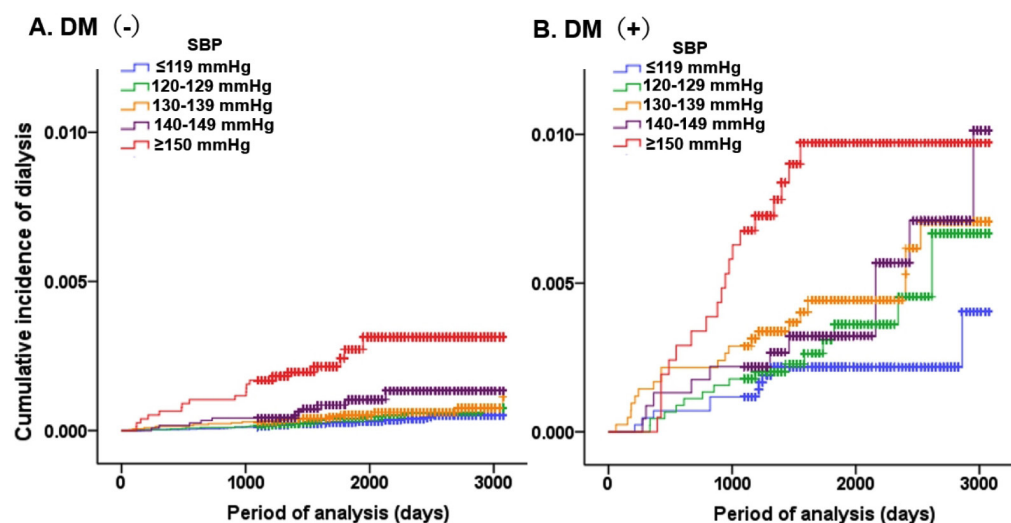 A. DM (-)
SBP
≤119 mmHg
120-129 mmHg
130-139 mmHg
140-149 mmHg
≥150 mmHg
Cumulative incidence of dialysis
0.010
0.005
0.000
0 1000 2000 3000
Period of analysis (days)
B. DM (+)
SBP
≤119 mmHg
120-129 mmHg
130-139 mmHg
140-149 mmHg
≥150 mmHg
0.010
0.005
0.000
0 1000 2000 3000
Period of analysis (days)